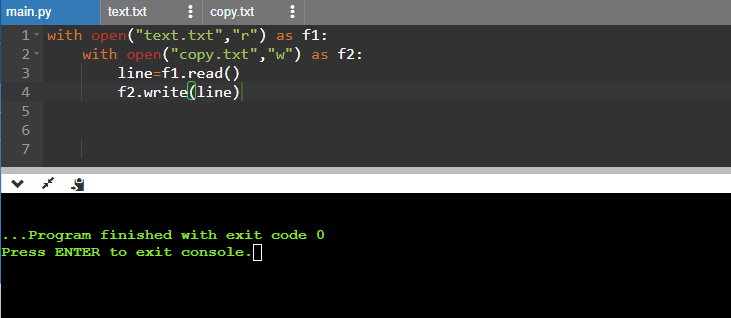 main.py text.txt copy.txt
1 with open("text.txt","r") as f1:
2     with open("copy.txt","w") as f2:
3         line=f1.read()
4         f2.write(line)
5
6
7
...Program finished with exit code 0
Press ENTER to exit console.